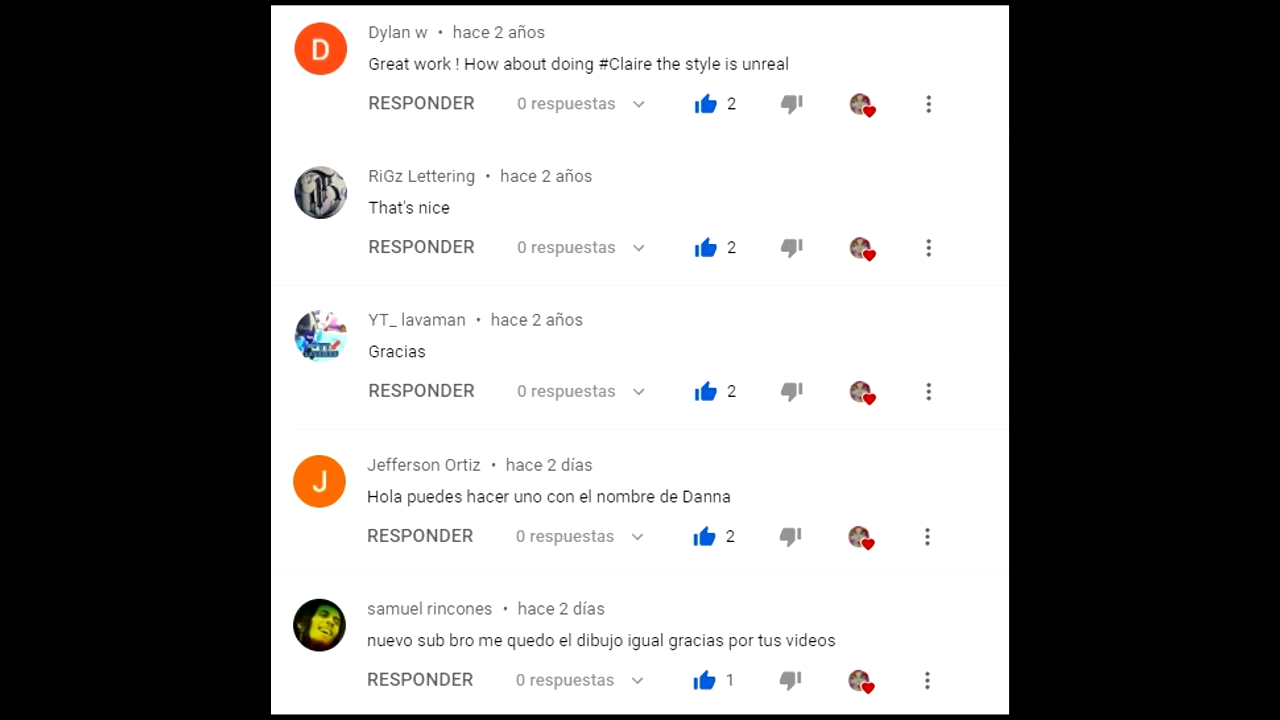 D
Dylan w • hace 2 años
Great work ! How about doing #Claire the style is unreal
RESPONDER 0 respuestas 2
RiGz Lettering • hace 2 años
That's nice
RESPONDER 0 respuestas 2
YT_ lavaman • hace 2 años
Gracias
RESPONDER 0 respuestas 2
J
Jefferson Ortiz • hace 2 días
Hola puedes hacer uno con el nombre de Danna
RESPONDER 0 respuestas 2
samuel rincones • hace 2 días
nuevo sub bro me quedo el dibujo igual gracias por tus videos
RESPONDER 0 respuestas 1